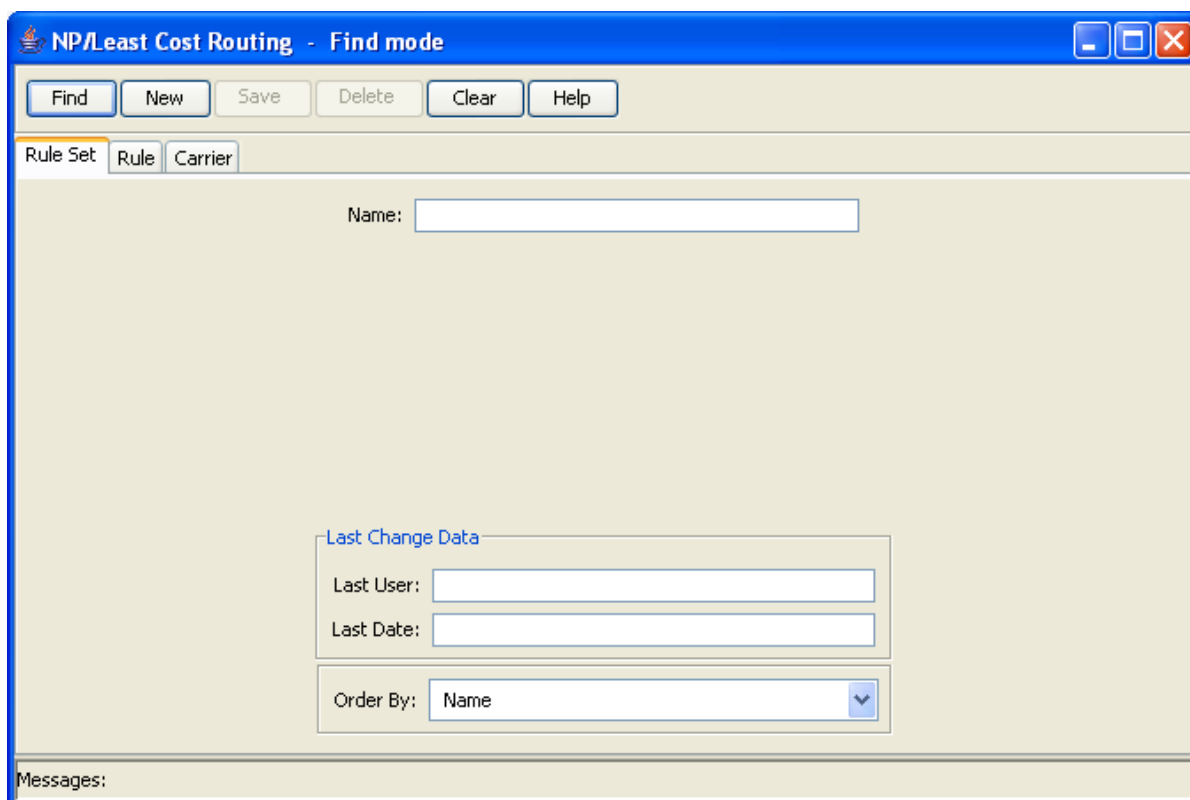 NP/Least Cost Routing - Find mode
Find New Save Delete Clear Help
Rule Set Rule Carrier
Name:
Last Change Data
Last User:
Last Date:
Order By: Name
Messages: